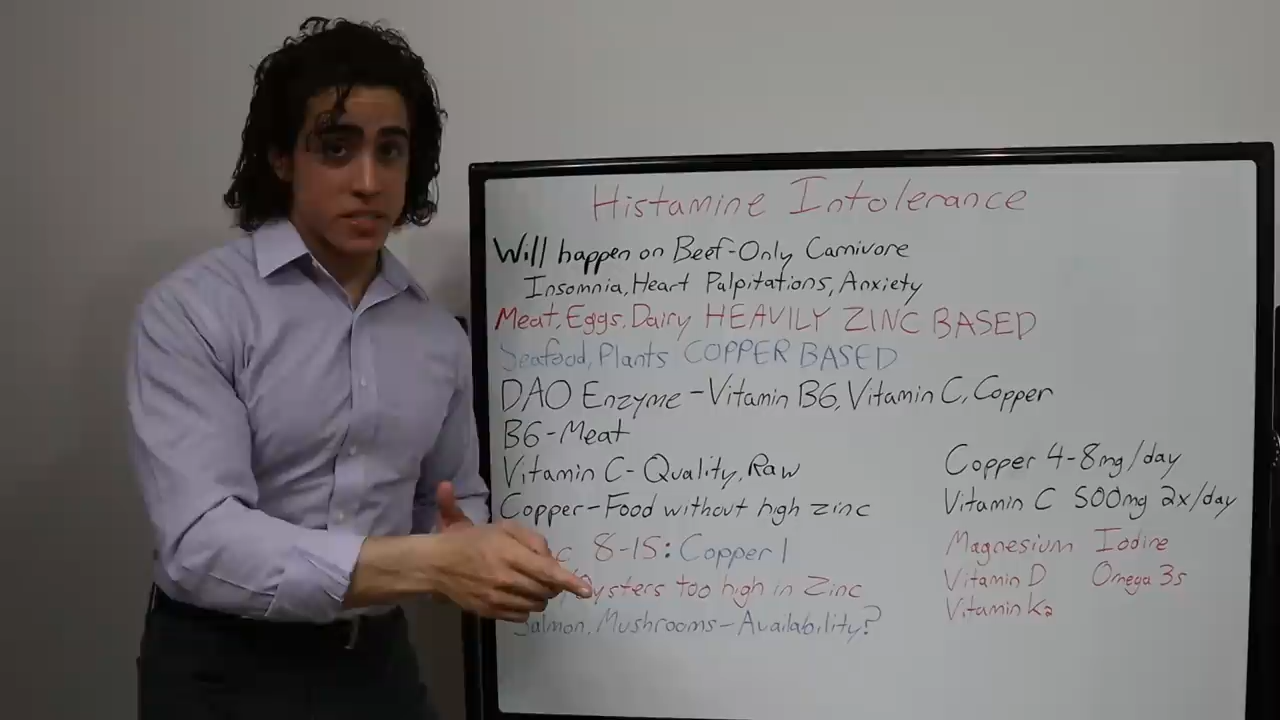 Histamine Intolerance
Will happen on Beef-Only Carnivore
Insomnia, Heart Palpitations, Anxiety
Meat, Eggs, Dairy HEAVILY ZINC BASED
Seafood, Plants COPPER BASED
DAO Enzyme - Vitamin B6, Vitamin C, Copper
B6 - Meat
Vitamin C - Quality, Raw
Copper - Food without high zinc
8-15: Copper 1
Oysters too high in Zinc
Salmon, Mushrooms - Availability?
Copper 4-8mg/day
Vitamin C 500mg 2x/day
Magnesium Iodine
Vitamin D Omega 3s
Vitamin K2